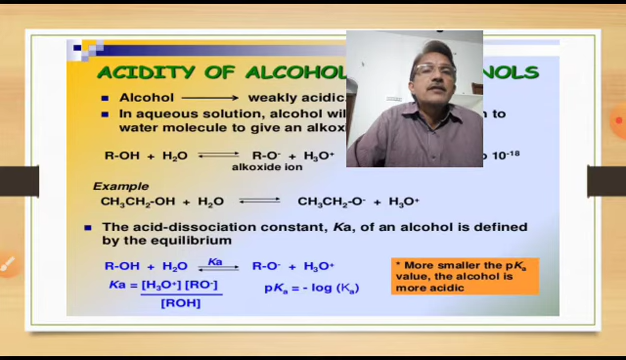 ACIDITY OF ALCOHOL NOLS
Alcohol → weakly acidic.
In aqueous solution, alcohol will n to
water molecule to give an alkox
R-OH + H₂O ⇌ R-O⁻ + H₃O⁺ 10⁻¹⁸
alkoxide ion
Example
CH₃CH₂-OH + H₂O ⇌ CH₃CH₂-O⁻ + H₃O⁺
The acid-dissociation constant, Ka, of an alcohol is defined
by the equilibrium
R-OH + H₂O ⇌ R-O⁻ + H₃O⁺
Ka
Ka = [H₃O⁺] [RO⁻]
[ROH]
pKₐ = - log (Kₐ)
* More smaller the pKₐ
value, the alcohol is
more acidic